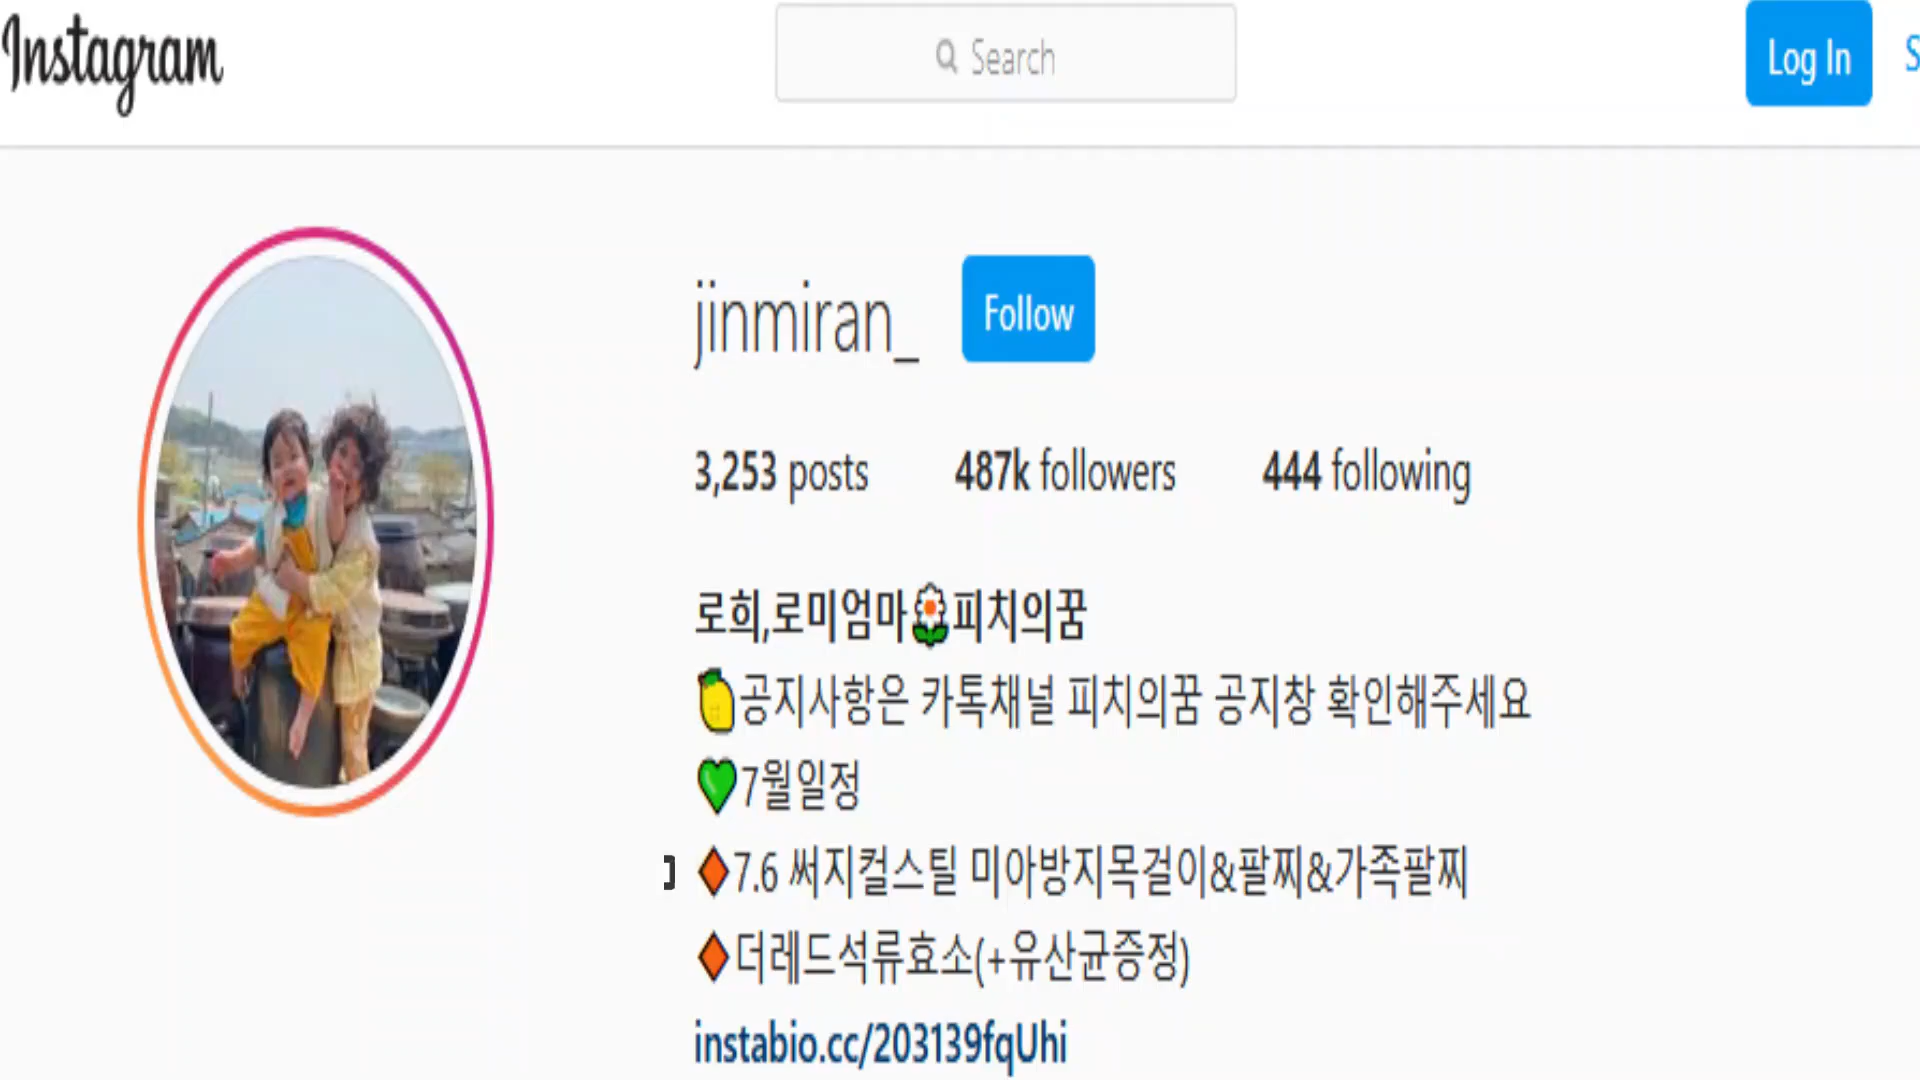 Instagram
Search
Log In
jinmiran_ Follow
3,253 posts 487k followers 444 following
로희,로미엄마🌼피치의꿈
🍋공지사항은 카톡채널 피치의꿈 공지창 확인해주세요
💚7월일정
♦7.6 써지컬스틸 미아방지목걸이&팔찌&가족팔찌
♦더레드석류효소(+유산균증정)
instabio.cc/203139fqUhi